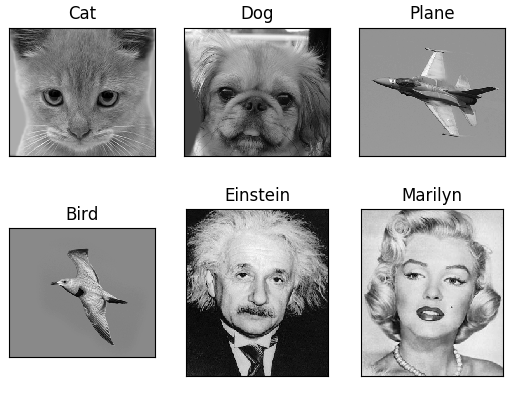 Cat
Dog
Plane
Bird
Einstein
Marilyn